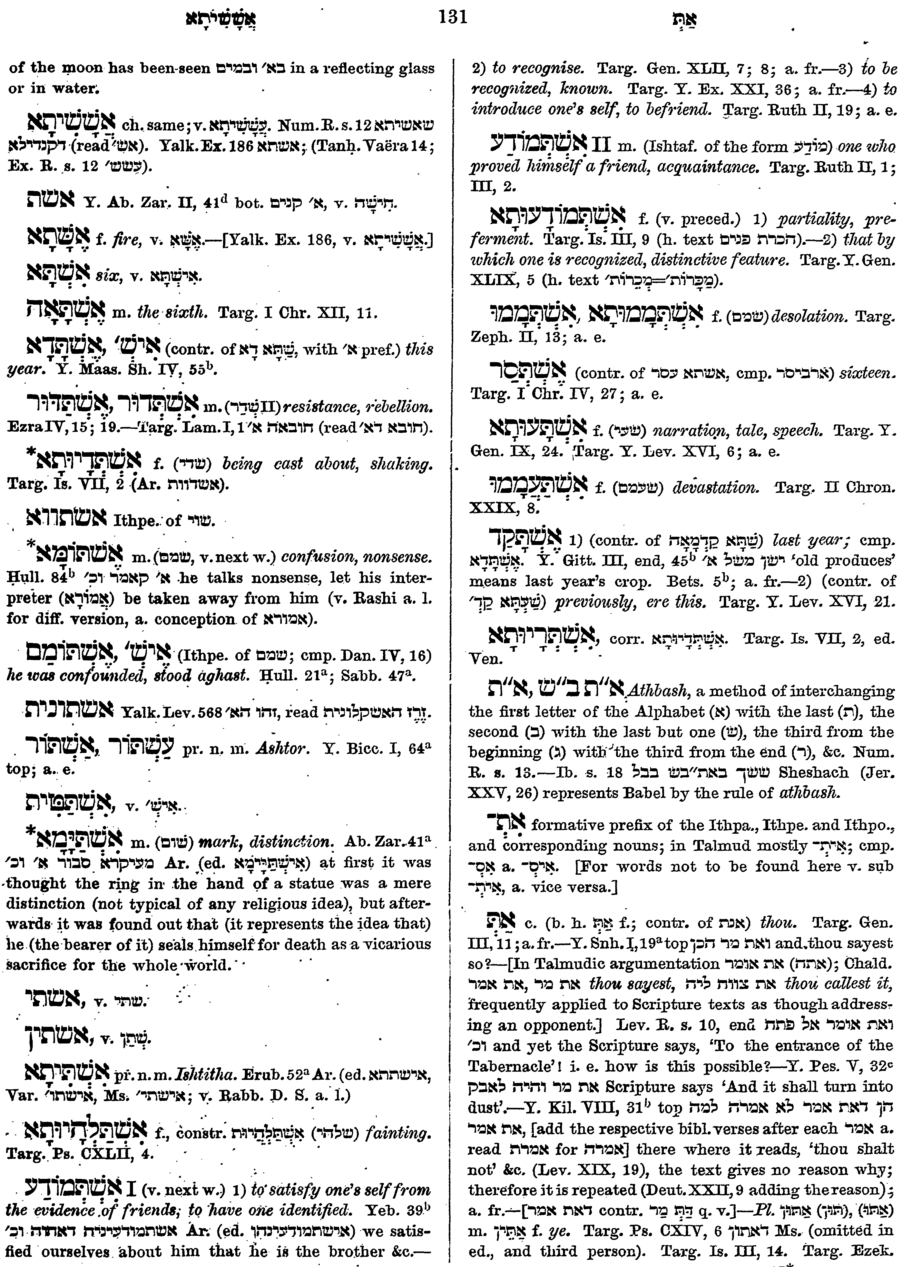 אֲשָׁשִׁיתָא 131 אַתְּ
of the moon has been seen בא׳ ובמים in a reflecting glass
or in water.
אֲשָׁשִׁיתָא ch. same; v. עֲשָׁשִׁיתָא. Num. R. s. 12 שאשיתא
דקנדילא (read אש׳). Yalk. Ex. 186 אשתא; (Tanḥ. Vaëra 14;
Ex. R. s. 12 עשש׳).
אשת Y. Ab. Zar. II, 41d bot. א׳ קנים, v. חִישָׁה.
אֶשָּׁתָא f. fire, v. אֶשָּׁא.—[Yalk. Ex. 186, v. אֲשָׁשִׁיתָא.]
אִשְׁתָּא six, v. אִישְׁתָּא.
אִשְׁתָּאָה m. the sixth. Targ. I Chr. XII, 11.
אֶשְׁתַּדָּא, אִישׁ׳ (contr. of שַׁתָּא דָא, with א׳ pref.) this
year. Y. Maas. Sh. IV, 55b.
אֶשְׁתַּדּוֹר, אֶשְׁתַּדּוּר m. (שְׁדַר II) resistance, rebellion.
Ezra IV, 15; 19.—Targ. Lam. I, 1 חובאה א׳ (read חובא דא׳).
*אִשְׁתַּדְיוּתָא f. (שדי) being cast about, shaking.
Targ. Is. VII, 2 (Ar. אשדוות).
אשתווא Ithpe. of שוי.
*אִשְׁתּוֹמָא m. (שמם, v. next w.) confusion, nonsense.
Ḥull. 84b א׳ קאמר וכ׳ he talks nonsense, let his inter-
preter (אֲמוֹרָא) be taken away from him (v. Rashi a. l.
for diff. version, a. conception of אמורא).
אֶשְׁתּוֹמַם, אִישׁ׳ (Ithpe. of שמם; cmp. Dan. IV, 16)
he was confounded, stood aghast. Ḥull. 21a; Sabb. 47a.
אשתונית Yalk. Lev. 568 זהו הא׳, read זְרֵז האשקלונית.
אַשְׁתּוֹר, עַשְׁתּוֹר pr. n. m. Ashtor. Y. Bicc. I, 64a
top; a. e.
אִשְׁתַּטִּית, v. אִישׁ׳.
*אִשְׁתַּיְּמָא m. (שום) mark, distinction. Ab. Zar. 41a
מעיקרא סבור א׳ וכ׳ Ar. (ed. אִישְׁתַּיְּימָא) at first it was
thought the ring in the hand of a statue was a mere
distinction (not typical of any religious idea), but after-
wards it was found out that (it represents the idea that)
he (the bearer of it) seals himself for death as a vicarious
sacrifice for the whole world.
אשתי, v. שתי.
אשתין, v. שָׁתַן.
אִשְׁתִּיתָא pr. n. m. Ishtitha. Erub. 52a Ar. (ed. אישתתא,
Var. אישתו׳, Ms. אישתי׳; v. Rabb. D. S. a. l.)
אִשְׁתַּלְהָיוּתָא f., constr. אִשְׁתַּלְהָיוּת (שלהי) fainting.
Targ. Ps. CXLII, 4.
אִשְׁתְּמוֹדַע I (v. next w.) 1) to satisfy one's self from
the evidence of friends; to have one identified. Yeb. 39b
אשתמודעינוה דאחוה וכ׳ Ar. (ed. אישתמודעינהו) we satis-
fied ourselves about him that he is the brother &c.—
2) to recognise. Targ. Gen. XLII, 7; 8; a. fr.—3) to be
recognized, known. Targ. Y. Ex. XXI, 36; a. fr.—4) to
introduce one's self, to befriend. Targ. Ruth II, 19; a. e.
אִשְׁתְּמוֹדַע II m. (Ishtaf. of the form מוֹדַע) one who
proved himself a friend, acquaintance. Targ. Ruth II, 1;
III, 2.
אִשְׁתְּמוֹדְעוּתָא f. (v. preced.) 1) partiality, pre-
ferment. Targ. Is. III, 9 (h. text הכרת פנים).—2) that by
which one is recognized, distinctive feature. Targ. Y. Gen.
XLIX, 5 (h. text מְכֵרוֹת׳=מַכָּרוֹת׳).
אִשְׁתְּמָמוּתָא, אִשְׁתְּמָמוּ f. (שמם) desolation. Targ.
Zeph. II, 13; a. e.
אֶשְׁתְּסַר (contr. of אשתא עסר, cmp. אַרְבֵּיסַר) sixteen.
Targ. I Chr. IV, 27; a. e.
אִשְׁתָּעוּתָא f. (שעי) narration, tale, speech. Targ. Y.
Gen. IX, 24. Targ. Y. Lev. XVI, 6; a. e.
אִשְׁתַּעֲמָמוּ f. (שעמם) devastation. Targ. II Chron.
XXIX, 8.
אֶשְׁתָּקַד 1) (contr. of שַׁתָּא קַדְמָאָה) last year; cmp.
אֶשְׁתַּדָּא. Y. Gitt. III, end, 45b ישן משל א׳ 'old produces'
means last year's crop. Bets. 5b; a. fr.—2) (contr. of
שַׁתָּא קַד׳) previously, ere this. Targ. Y. Lev. XVI, 21.
אִשְׁתְּרָיוּתָא, corr. אִשְׁתַּדְיוּתָא. Targ. Is. VII, 2, ed.
Ven.
א״ת ב״ש, א״ת Athbash, a method of interchanging
the first letter of the Alphabet (א) with the last (ת), the
second (ב) with the last but one (ש), the third from the
beginning (ג) with the third from the end (ר), &c. Num.
R. s. 13.—Ib. s. 18 ששך באת״בש בבל Sheshach (Jer.
XXV, 26) represents Babel by the rule of athbash.
אִתְ־ formative prefix of the Ithpa., Ithpe. and Ithpo.,
and corresponding nouns; in Talmud mostly אִיתְ־; cmp.
אִסְ־ a. אִיסְ־. [For words not to be found here v. sub
אִיתְ־, a. vice versa.]
אַתְּ c. (b. h. אַתְּ f.; contr. of אנת) thou. Targ. Gen.
III, 11; a. fr.—Y. Snh. I, 19a top ואת מר הכן and thou sayest
so?—[In Talmudic argumentation את אומר (אתה); Chald.
את מר, את אמר thou sayest, את צווח ליה thou callest it,
frequently applied to Scripture texts as though address-
ing an opponent.] Lev. R. s. 10, end ואת אומר אל פתח
וכ׳ and yet the Scripture says, 'To the entrance of the
Tabernacle'! i. e. how is this possible?—Y. Pes. V, 32c
את מר והיה לאבק Scripture says 'And it shall turn into
dust'.—Y. Kil. VIII, 31b top הן דאת אמר לא אמרה למה
את אמר, [add the respective bibl. verses after each אמר a.
read אמרת for אמרה] there where it reads, 'thou shalt
not' &c. (Lev. XIX, 19), the text gives no reason why;
therefore it is repeated (Deut. XXII, 9 adding the reason);
a. fr.—[דאת אמר contr. דַּתְּ מַר q. v.]—Pl. אַתּוּן (תּוּן), (אַתּוּ)
m. אַתֵּין f. ye. Targ. Ps. CXIV, 6 דאתון Ms. (omitted in
ed., and third person). Targ. Is. III, 14. Targ. Ezek.